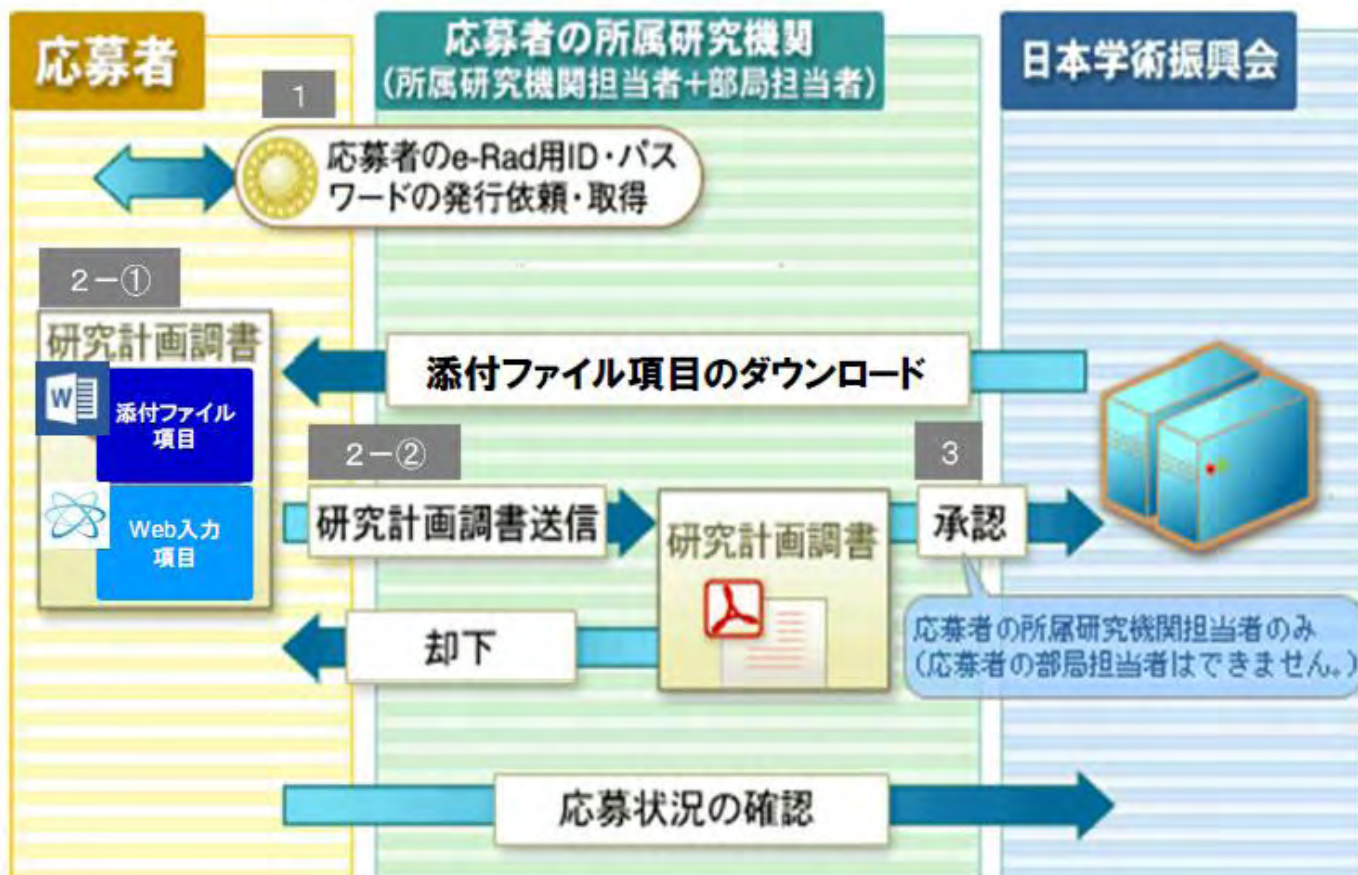 応募者
応募者の所属研究機関
(所属研究機関担当者+部局担当者)
日本学術振興会
1
応募者のe-Rad用ID・パス
ワードの発行依頼・取得
2-①
研究計画調書
添付ファイル項目のダウンロード
W
添付ファイル
項目
2-②
3
Web入力
項目
研究計画調書送信
研究計画調書
承認
却下
応募者の所属研究機関担当者のみ
(応募者の部局担当者はできません。)
応募状況の確認